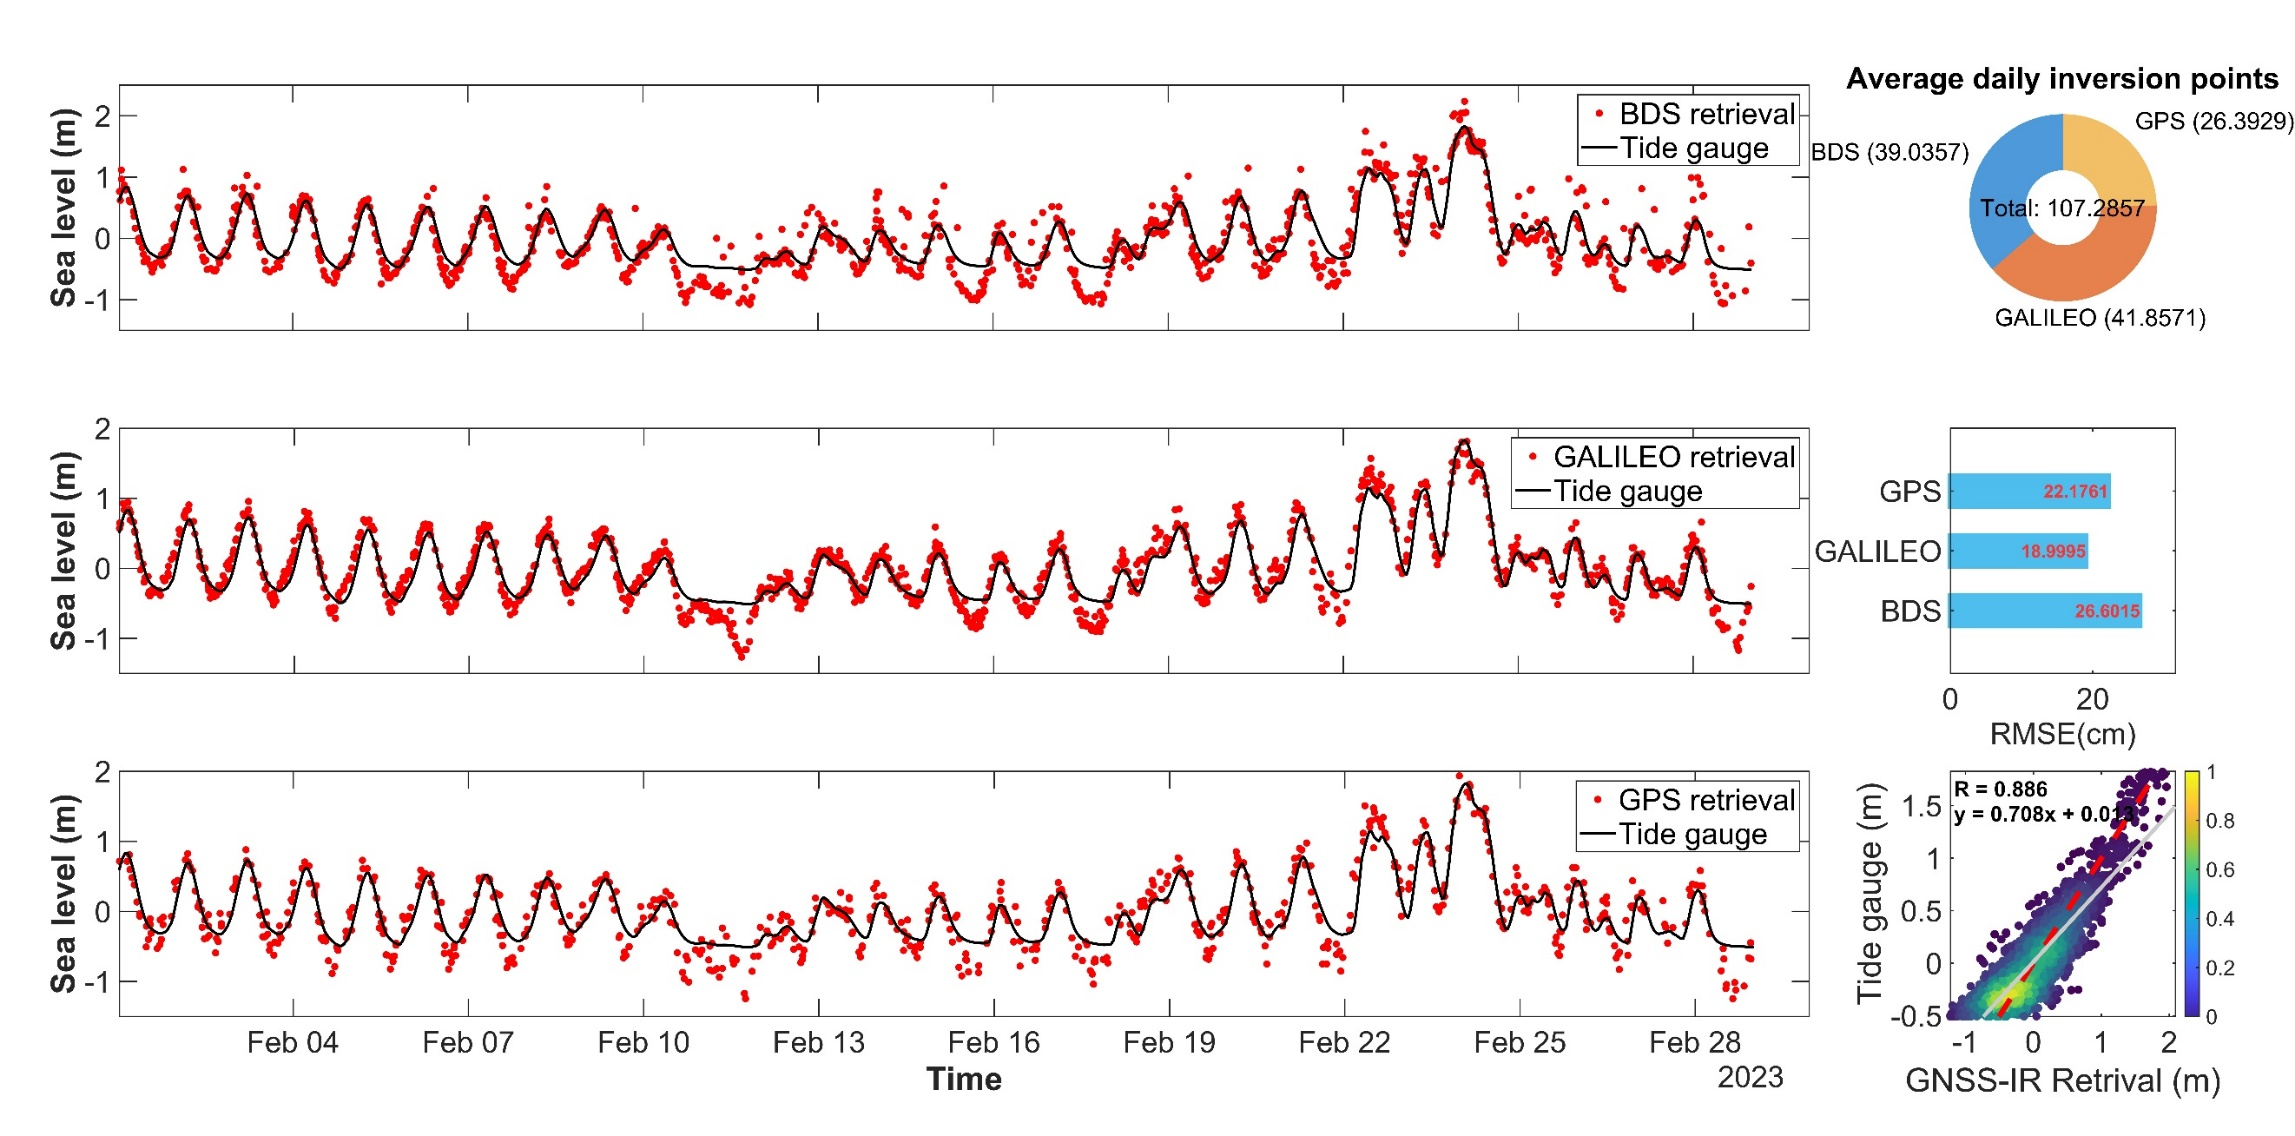 Average daily inversion points
GPS (26.3929)
BDS (39.0357)
Total: 107.2857
GALILEO (41.8571)
Sea level (m)
2
1
0
-1
BDS retrieval
Tide gauge
Sea level (m)
2
1
0
-1
GALILEO retrieval
Tide gauge
GPS
22.1761
GALILEO
18.9995
BDS
26.6015
0 20
RMSE(cm)
Sea level (m)
2
1
0
-1
GPS retrieval
Tide gauge
Feb 04 Feb 07 Feb 10 Feb 13 Feb 16 Feb 19 Feb 22 Feb 25 Feb 28
Time
2023
Tide gauge (m)
R = 0.886
y = 0.708x + 0.013
1.5
1
0.5
0
-0.5
-1 0 1 2
GNSS-IR Retrival (m)
1
0.8
0.6
0.4
0.2
0